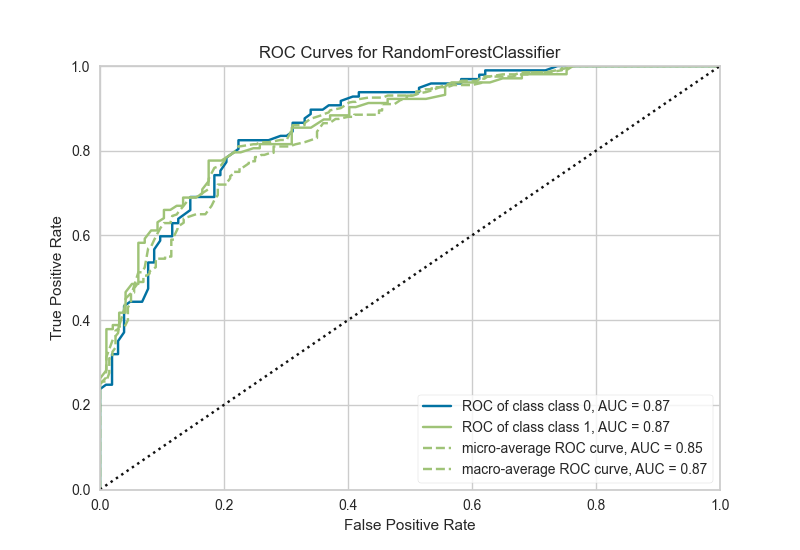 ROC Curves for RandomForestClassifier
True Positive Rate
1.0
0.8
0.6
0.4
0.2
0.0
ROC of class class 0, AUC = 0.87
ROC of class class 1, AUC = 0.87
micro-average ROC curve, AUC = 0.85
macro-average ROC curve, AUC = 0.87
0.0 0.2 0.4 0.6 0.8 1.0
False Positive Rate